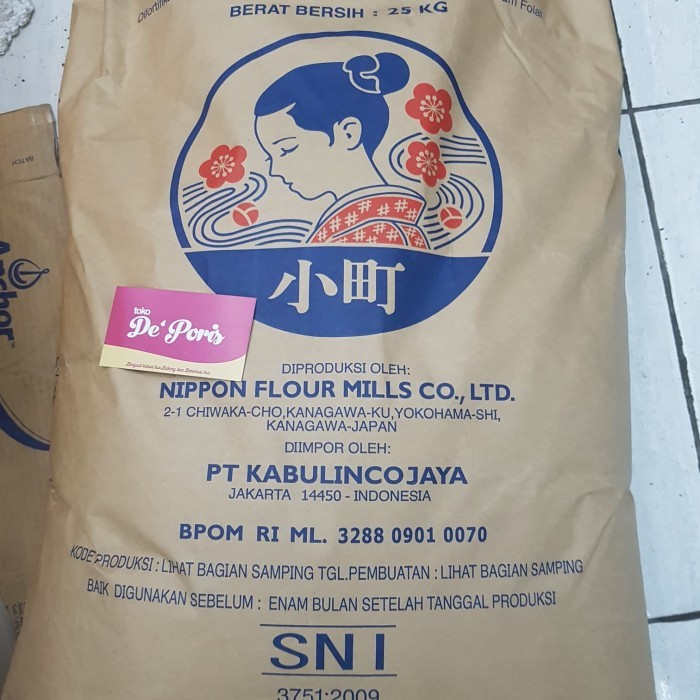 BERAT BERSIH : 25 KG
小町
toko
De' Poris
DIPRODUKSI OLEH:
NIPPON FLOUR MILLS CO., LTD.
2-1 CHIWAKA-CHO,KANAGAWA-KU,YOKOHAMA-SHI,
KANAGAWA-JAPAN
DIIMPOR OLEH:
PT KABULINCOJAYA
JAKARTA 14450 - INDONESIA
BPOM RI ML. 3288 0901 0070
KODE PRODUKSI : LIHAT BAGIAN SAMPING TGL.PEMBUATAN : LIHAT BAGIAN SAMPING
BAIK DIGUNAKAN SEBELUM : ENAM BULAN SETELAH TANGGAL PRODUKSI
SNI
3751:2009
BATCH
Anchor